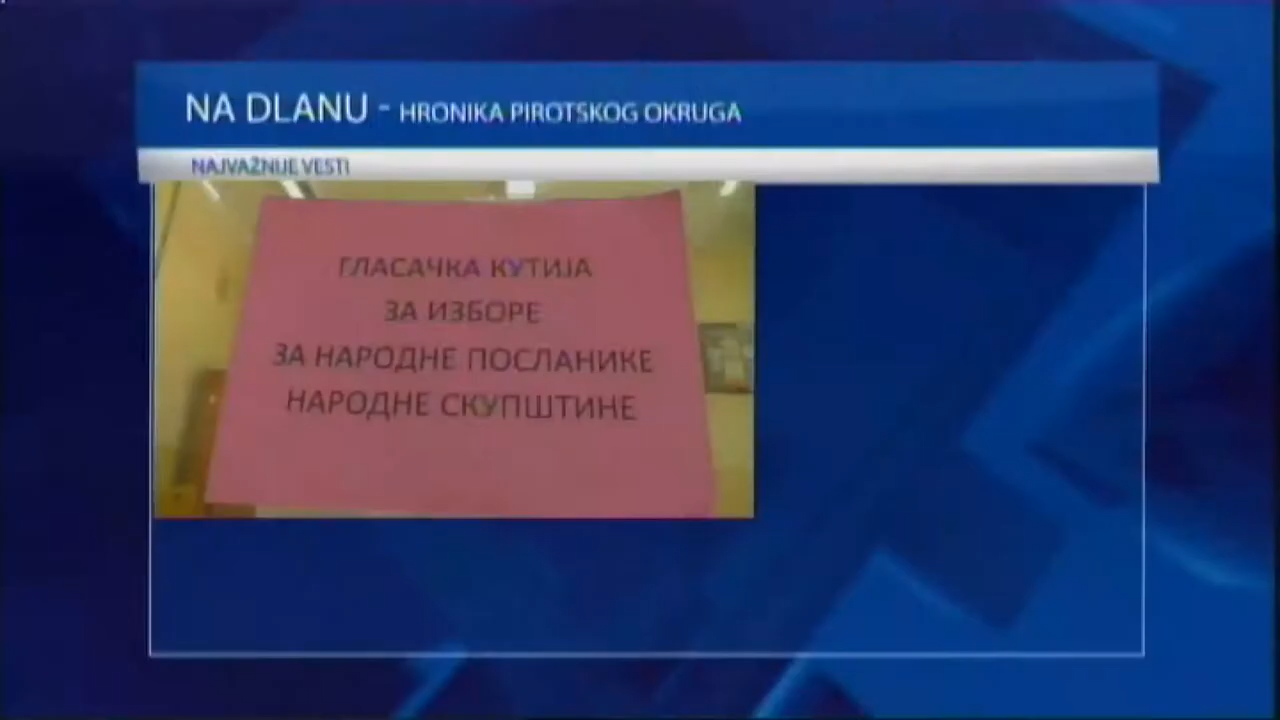 NA DLANU - HRONIKA PIROTSKOG OKRUGA
NAJVAŽNIJE VESTI
ГЛАСАЧКА КУТИЈА
ЗА ИЗБОРЕ
ЗА НАРОДНЕ ПОСЛАНИКЕ
НАРОДНЕ СКУПШТИНЕ